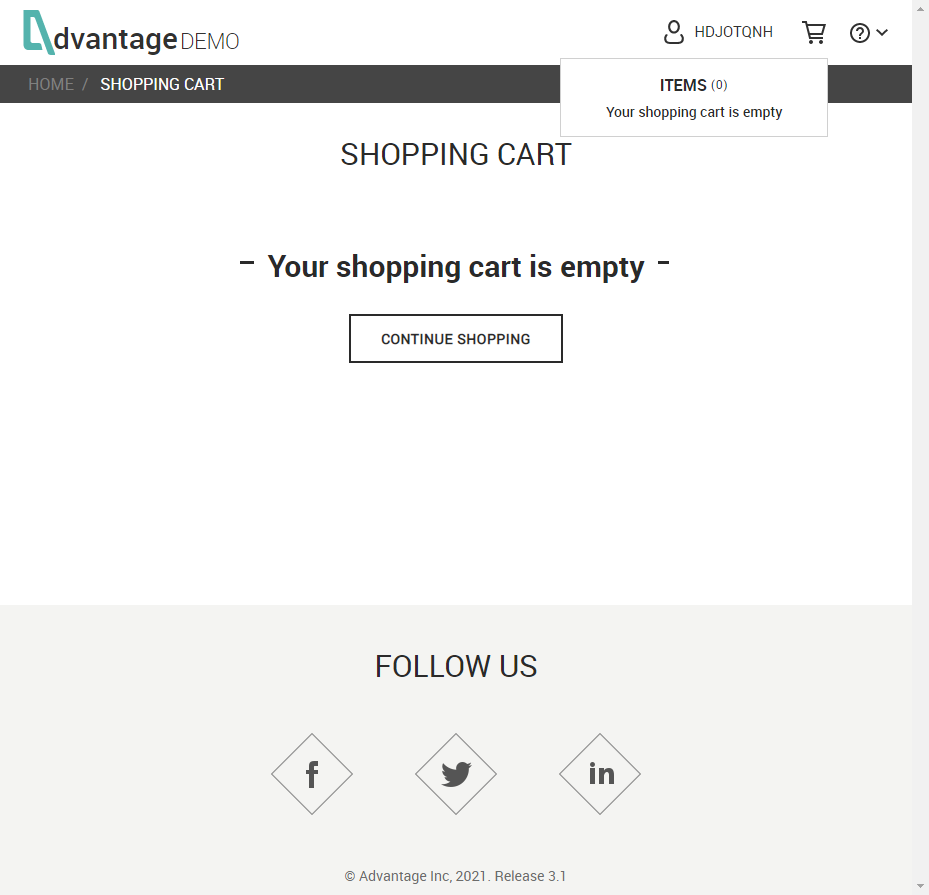 dvantage DEMO
HDJOTQNH
HOME / SHOPPING CART
ITEMS (0)
Your shopping cart is empty
SHOPPING CART
- Your shopping cart is empty -
CONTINUE SHOPPING
FOLLOW US
f
in
© Advantage Inc, 2021. Release 3.1